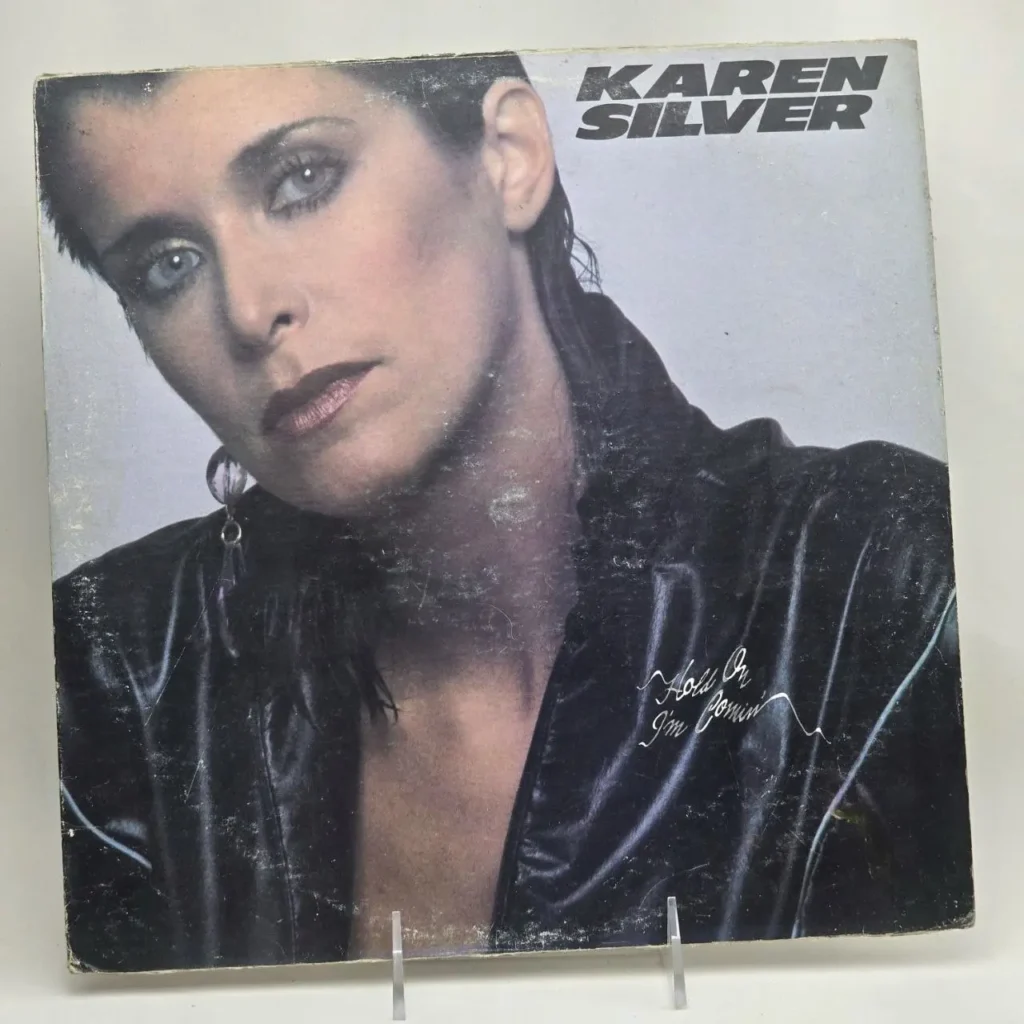 KAREN
SILVER
Hold On
I'm Comin'